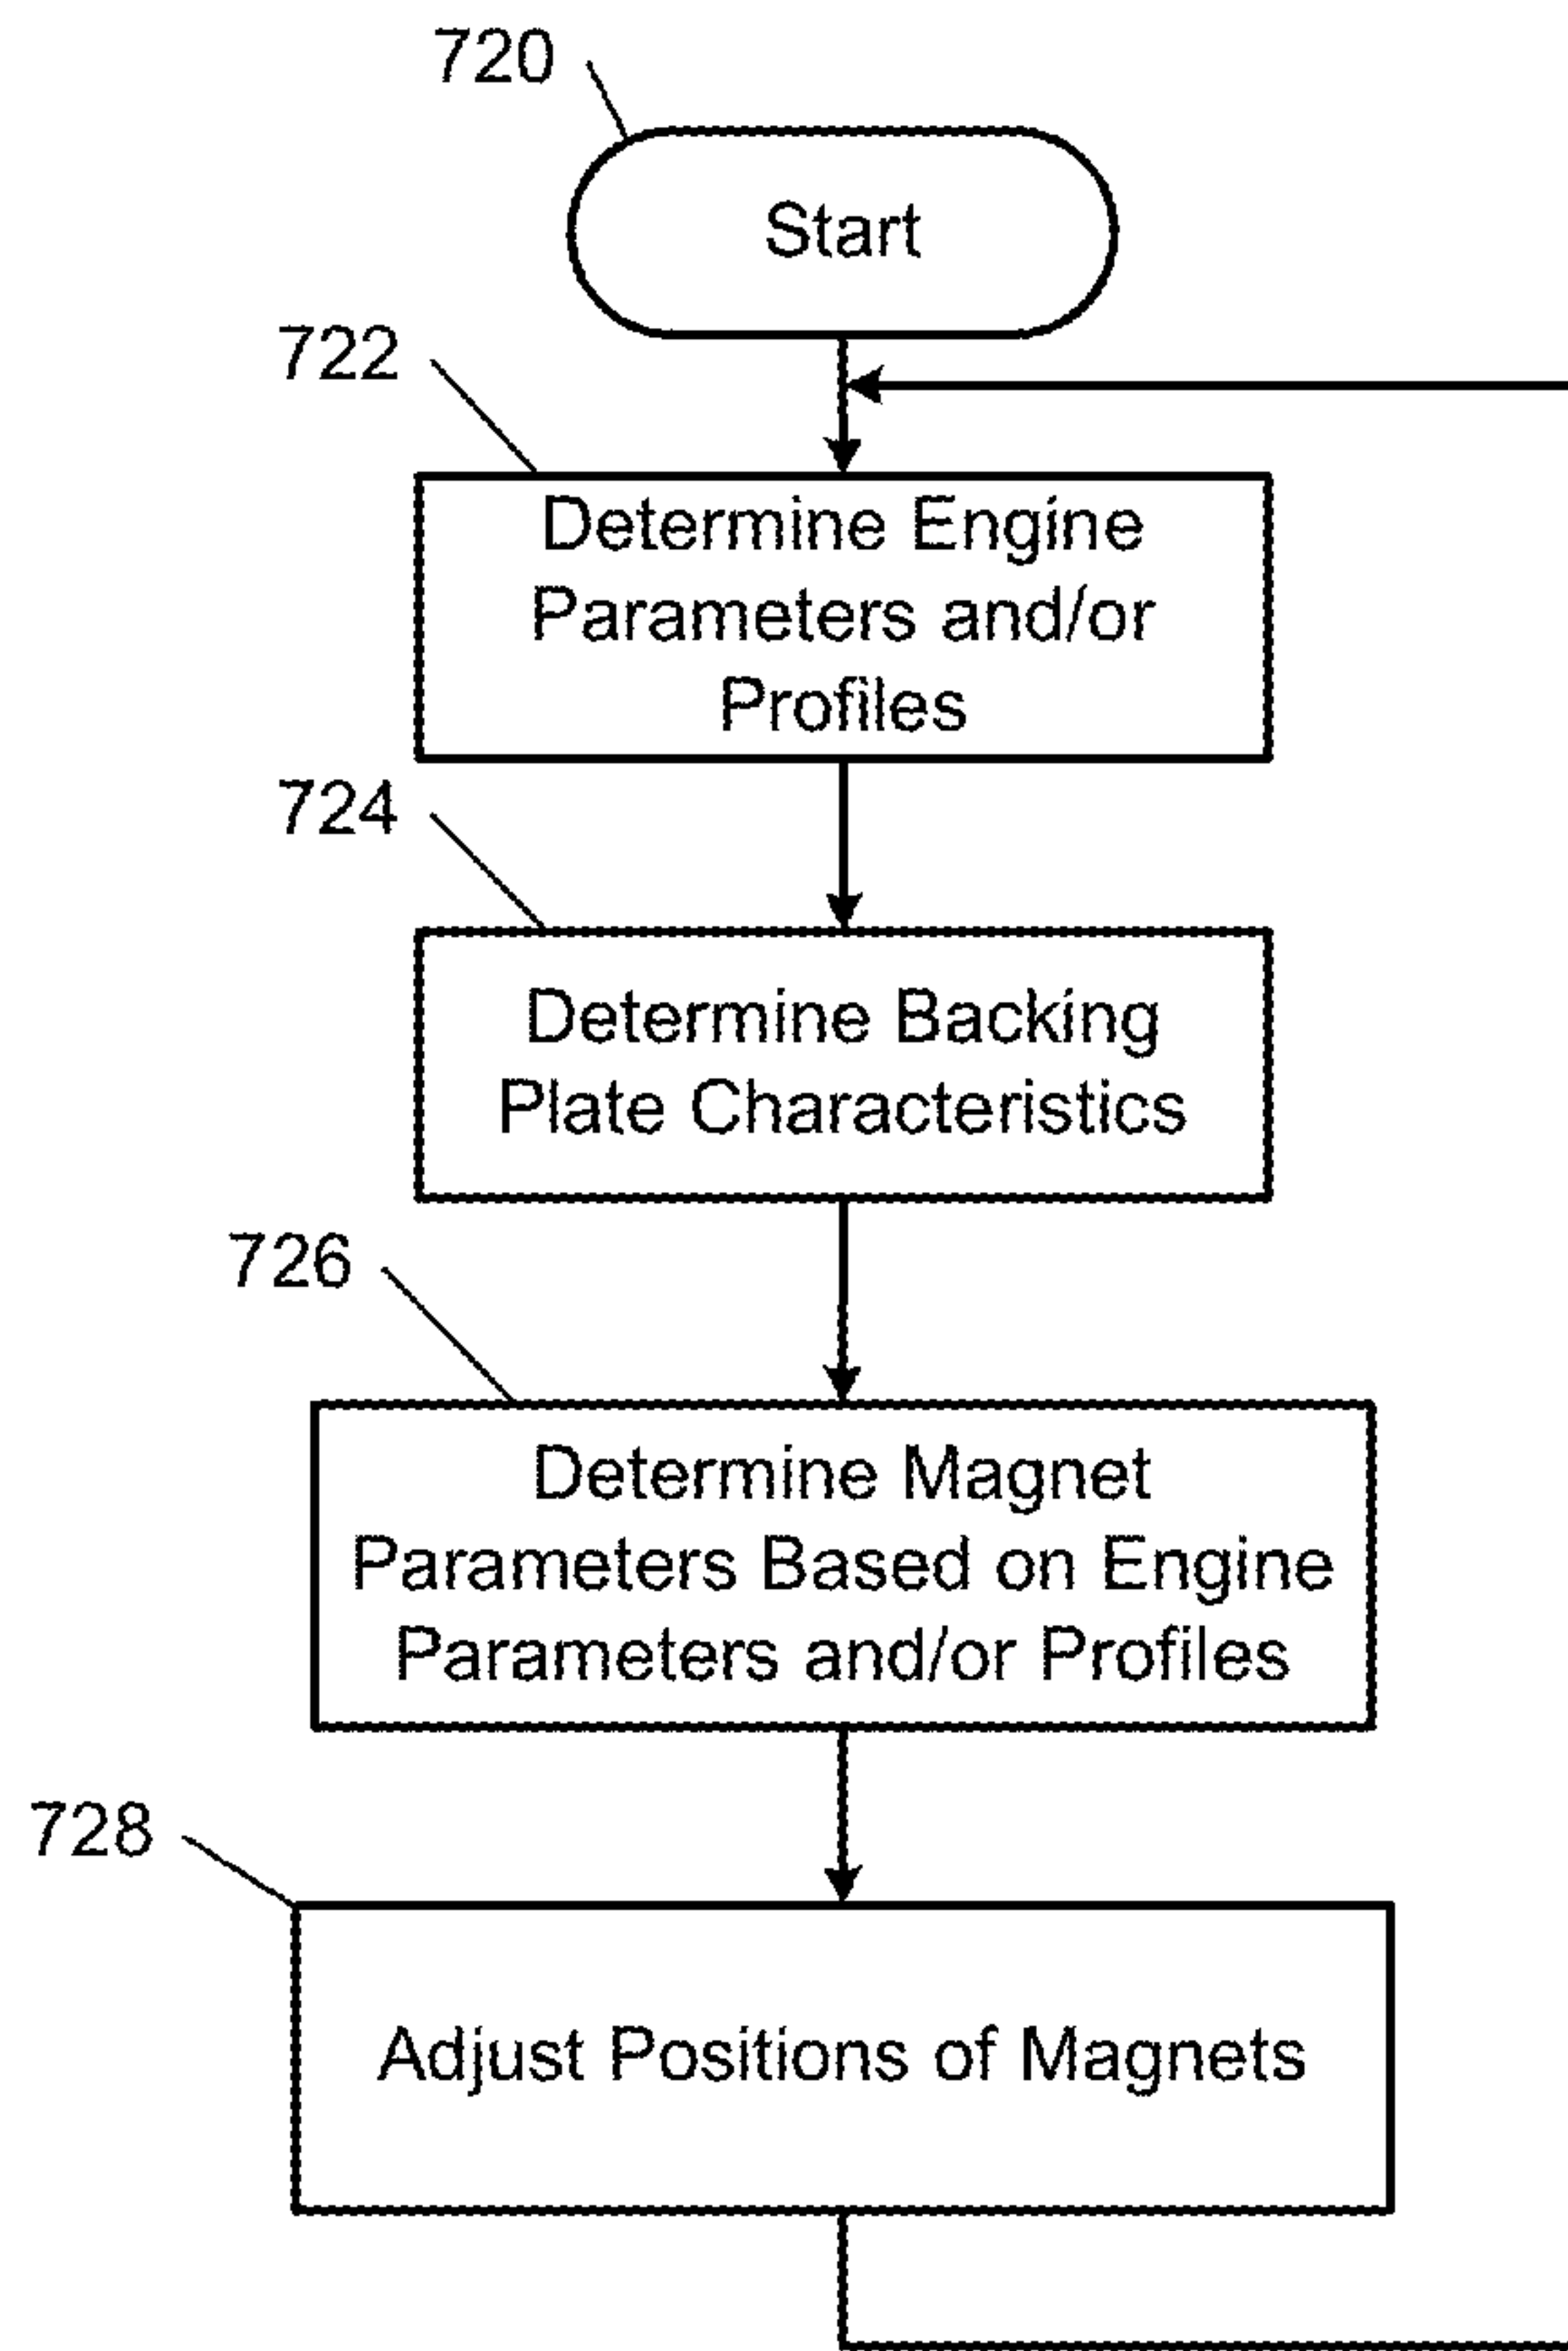 720
Start
722
Determine Engine
Parameters and/or
Profiles
724
Determine Backing
Plate Characteristics
726
Determine Magnet
Parameters Based on Engine
Parameters and/or Profiles
728
Adjust Positions of Magnets